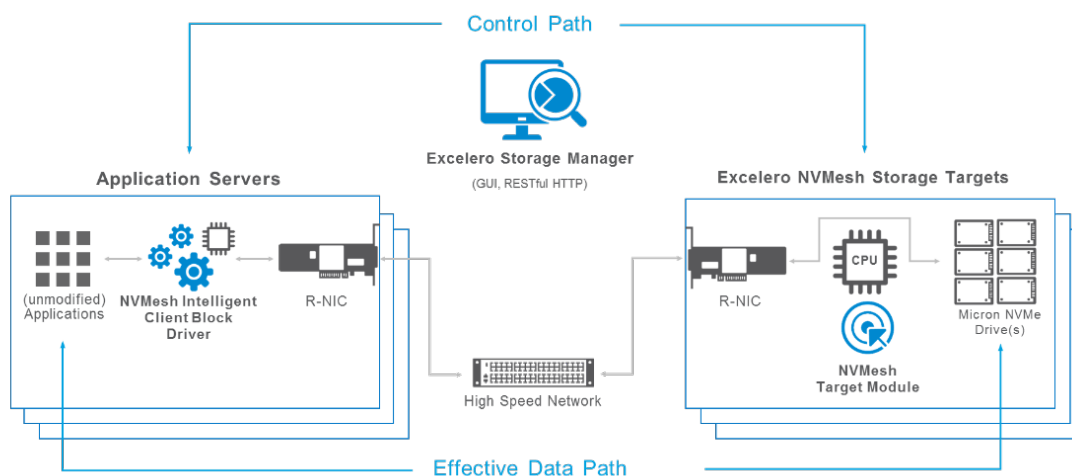 Control Path
Excelero Storage Manager
(GUI, RESTful HTTP)
Application Servers
(unmodified)
Applications
NVMesh Intelligent
Client Block
Driver
R-NIC
High Speed Network
Excelero NVMesh Storage Targets
R-NIC
CPU
NVMesh
Target Module
Micron NVMe
Drive(s)
Effective Data Path